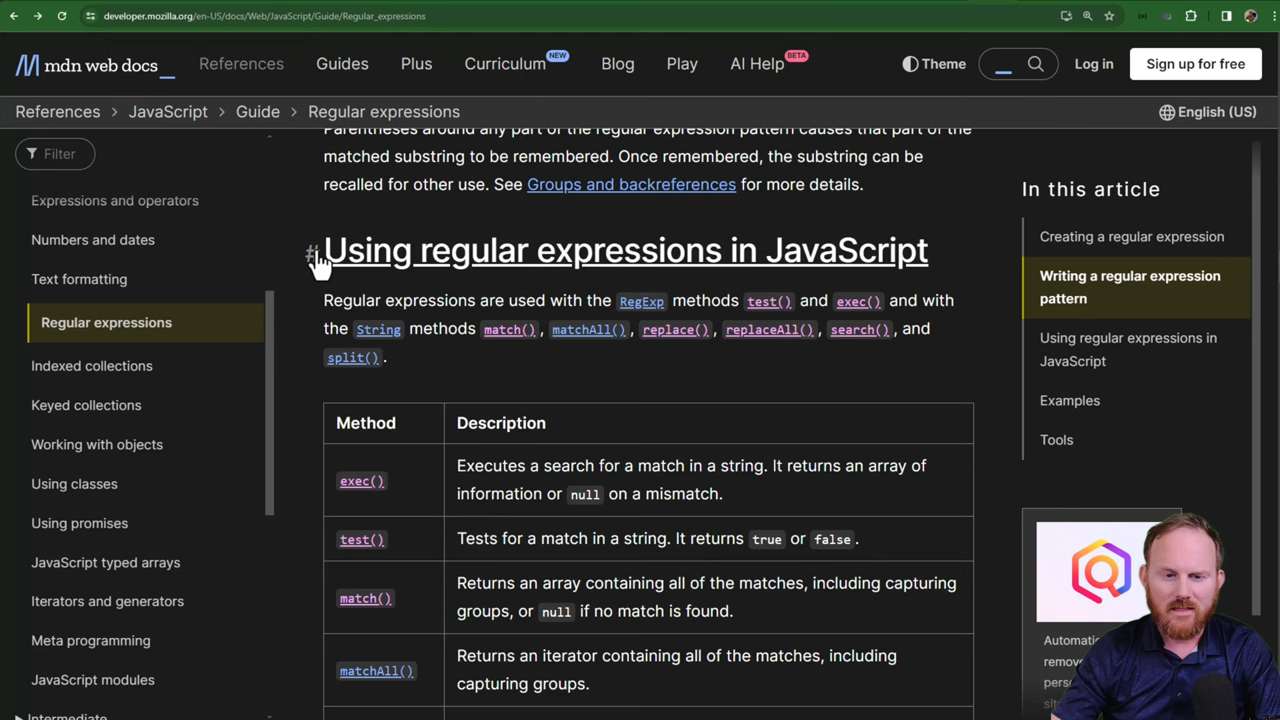 developer.mozilla.org/en-US/docs/Web/JavaScript/Guide/Regular_expressions
mdn web docs
References
Guides
Plus
Curriculum NEW
Blog
Play
AI Help BETA
Theme
Log in
Sign up for free
References > JavaScript > Guide > Regular expressions
English (US)
Filter
Expressions and operators
Numbers and dates
Text formatting
Regular expressions
Indexed collections
Keyed collections
Working with objects
Using classes
Using promises
JavaScript typed arrays
Iterators and generators
Meta programming
JavaScript modules
Intermediate
Parentheses around any part of the regular expression pattern causes that part of the
matched substring to be remembered. Once remembered, the substring can be
recalled for other use. See Groups and backreferences for more details.
# Using regular expressions in JavaScript
Regular expressions are used with the RegExp methods test() and exec() and with
the String methods match(), matchAll(), replace(), replaceAll(), search(), and
split().
Method Description
exec() Executes a search for a match in a string. It returns an array of
information or null on a mismatch.
test() Tests for a match in a string. It returns true or false.
match() Returns an array containing all of the matches, including capturing
groups, or null if no match is found.
matchAll() Returns an iterator containing all of the matches, including
capturing groups.
In this article
Creating a regular expression
Writing a regular expression
pattern
Using regular expressions in
JavaScript
Examples
Tools